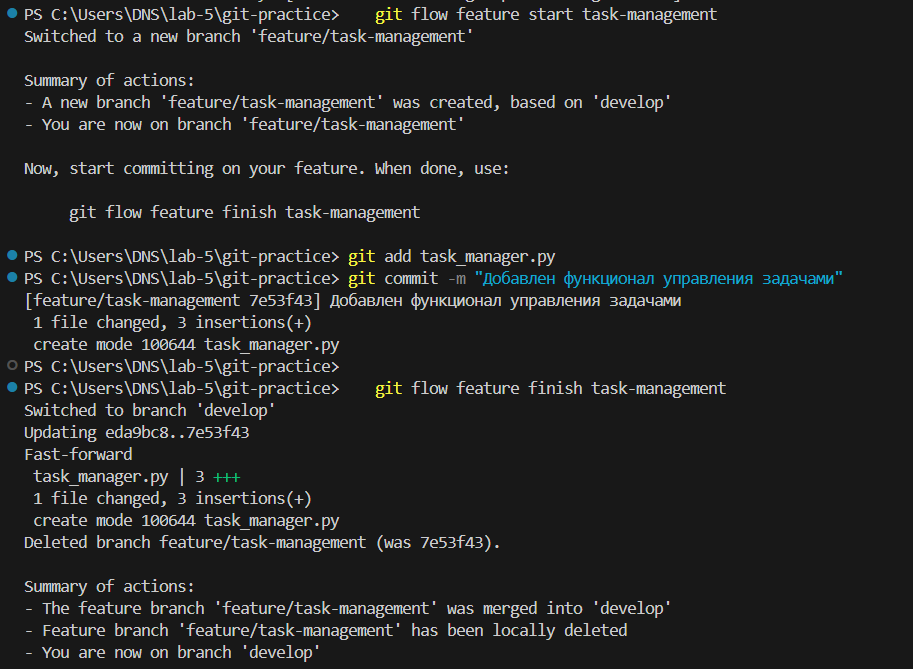 PS C:\Users\DNS\lab-5\git-practice>    git flow feature start task-management
Switched to a new branch 'feature/task-management'

Summary of actions:
- A new branch 'feature/task-management' was created, based on 'develop'
- You are now on branch 'feature/task-management'

Now, start committing on your feature. When done, use:

     git flow feature finish task-management

PS C:\Users\DNS\lab-5\git-practice> git add task_manager.py
PS C:\Users\DNS\lab-5\git-practice> git commit -m "Добавлен функционал управления задачами"
[feature/task-management 7e53f43] Добавлен функционал управления задачами
 1 file changed, 3 insertions(+)
 create mode 100644 task_manager.py
PS C:\Users\DNS\lab-5\git-practice>
PS C:\Users\DNS\lab-5\git-practice>    git flow feature finish task-management
Switched to branch 'develop'
Updating eda9bc8..7e53f43
Fast-forward
 task_manager.py | 3 +++
 1 file changed, 3 insertions(+)
 create mode 100644 task_manager.py
Deleted branch feature/task-management (was 7e53f43).

Summary of actions:
- The feature branch 'feature/task-management' was merged into 'develop'
- Feature branch 'feature/task-management' has been locally deleted
- You are now on branch 'develop'